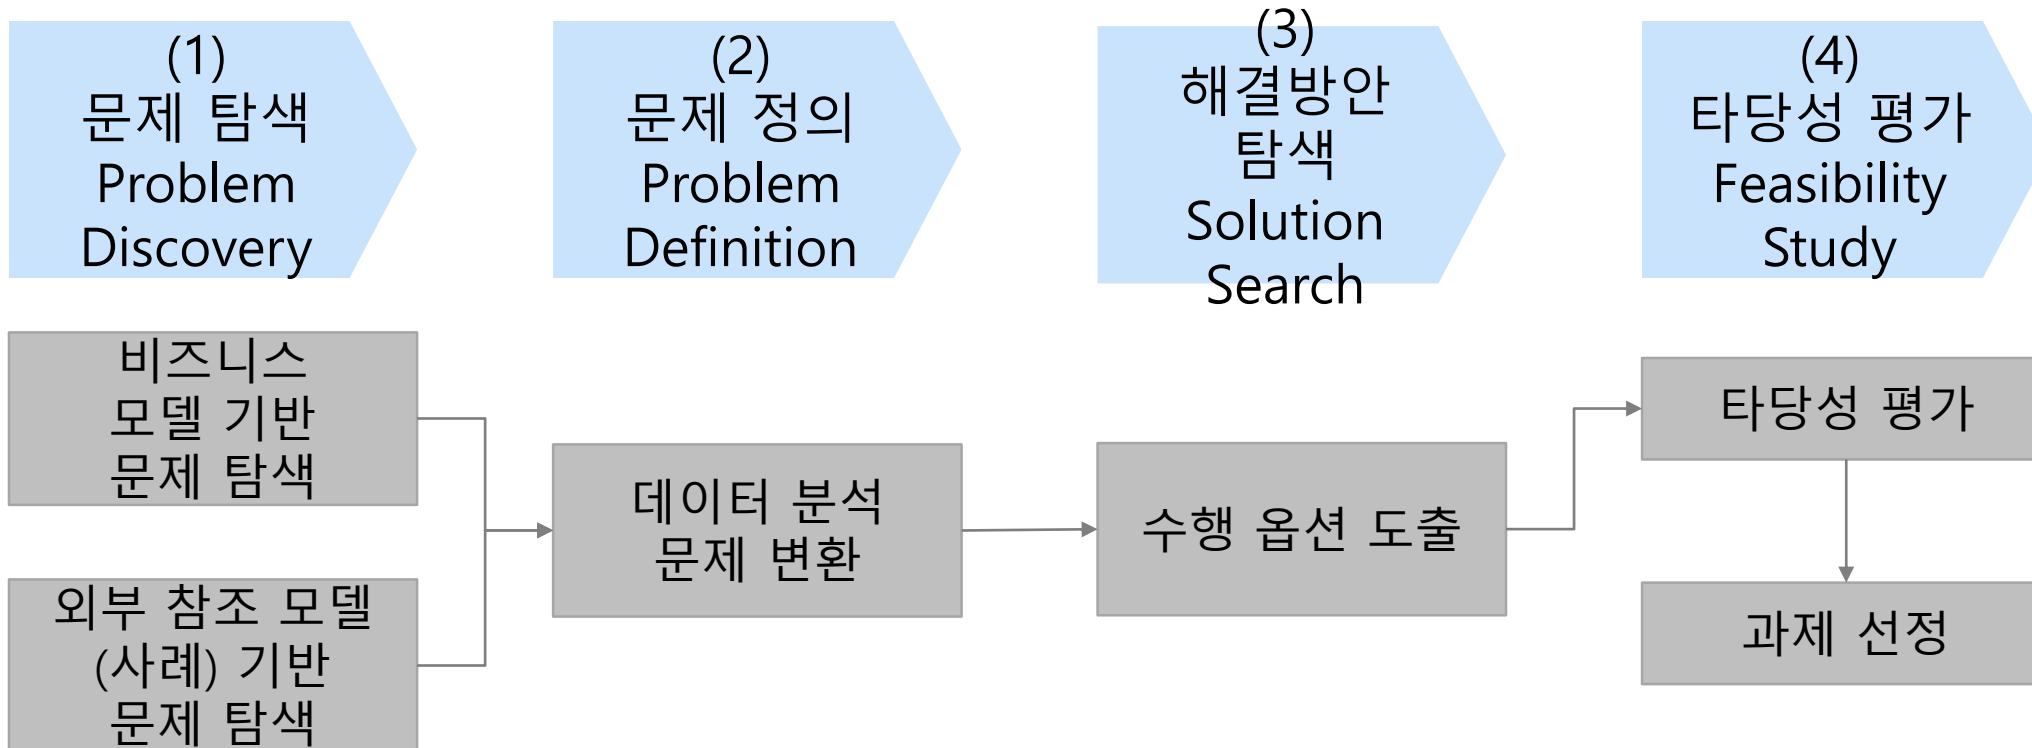 (1)
문제 탐색
Problem
Discovery
(2)
문제 정의
Problem
Definition
(3)
해결방안
탐색
Solution
Search
(4)
타당성 평가
Feasibility
Study
비즈니스
모델 기반
문제 탐색
외부 참조 모델
(사례) 기반
문제 탐색
데이터 분석
문제 변환
수행 옵션 도출
타당성 평가
과제 선정